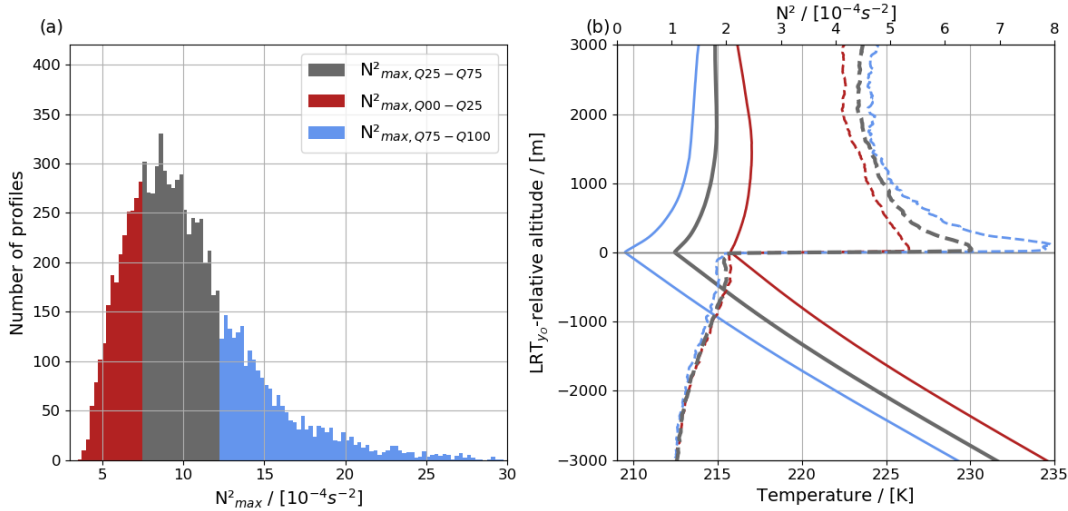 (a)
400
350
300
250
200
150
100
50
0
Number of profiles
N²max,Q25−Q75
N²max,Q00−Q25
N²max,Q75−Q100
5 10 15 20 25 30
N²max / [10⁻⁴s⁻²]
(b)
N² / [10⁻⁴s⁻²]
0 1 2 3 4 5 6 7 8
3000
2000
1000
0
−1000
−2000
−3000
LRTyo-relative altitude / [m]
210 215 220 225 230 235
Temperature / [K]